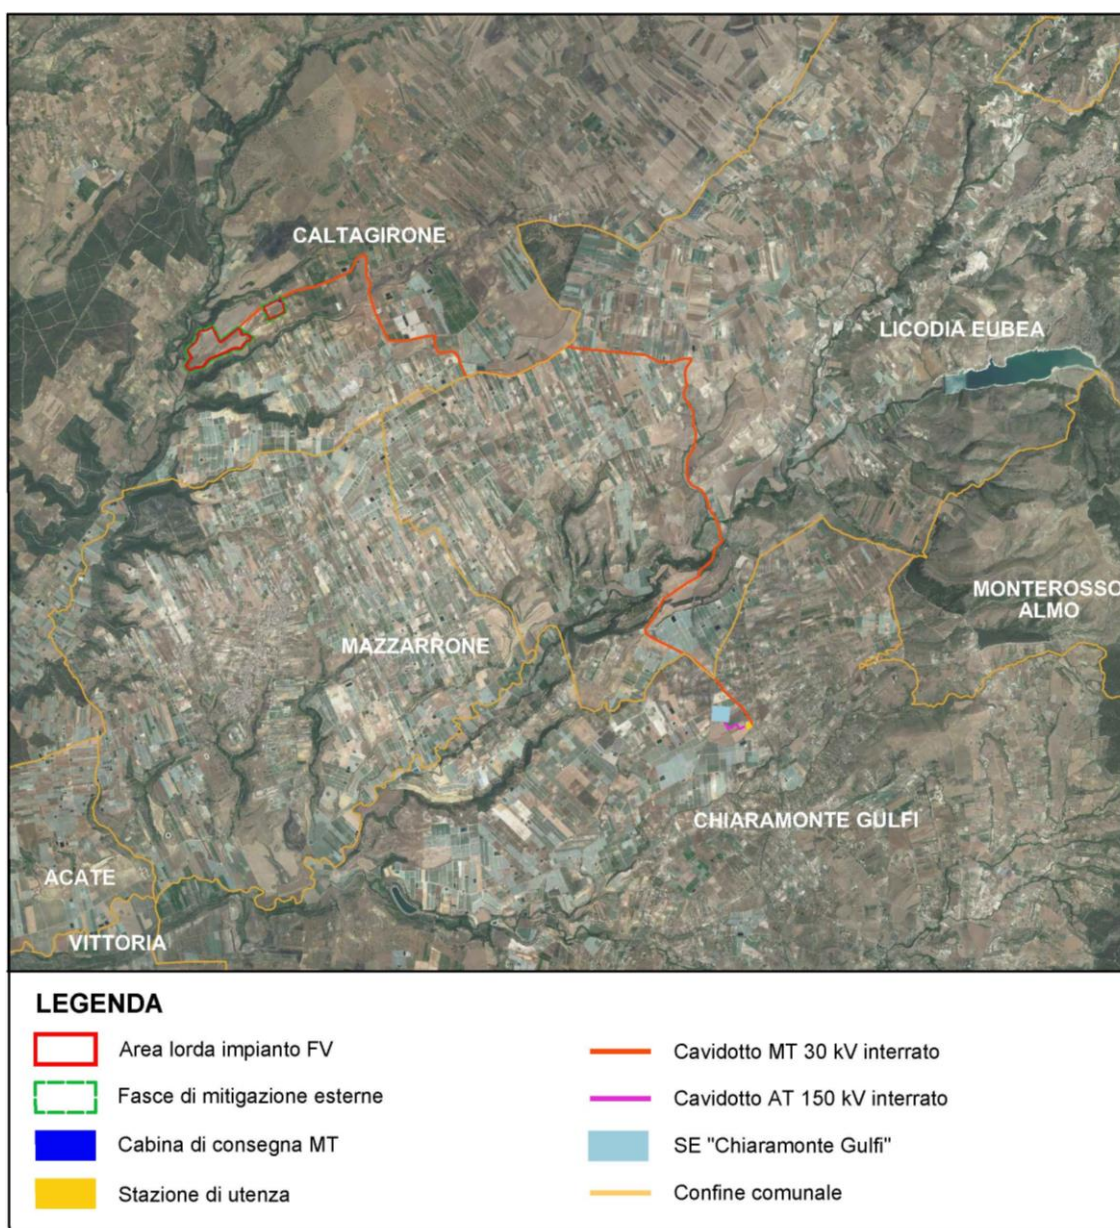 CALTAGIRONE
LICODIA EUBEA
MONTEROSSO
ALMO
MAZZARRONE
CHIARAMONTE GULFI
ACATE
VITTORIA
LEGENDA
Area lorda impianto FV
Fasce di mitigazione esterne
Cabina di consegna MT
Stazione di utenza
Cavidotto MT 30 kV interrato
Cavidotto AT 150 kV interrato
SE "Chiaramonte Gulfi"
Confine comunale